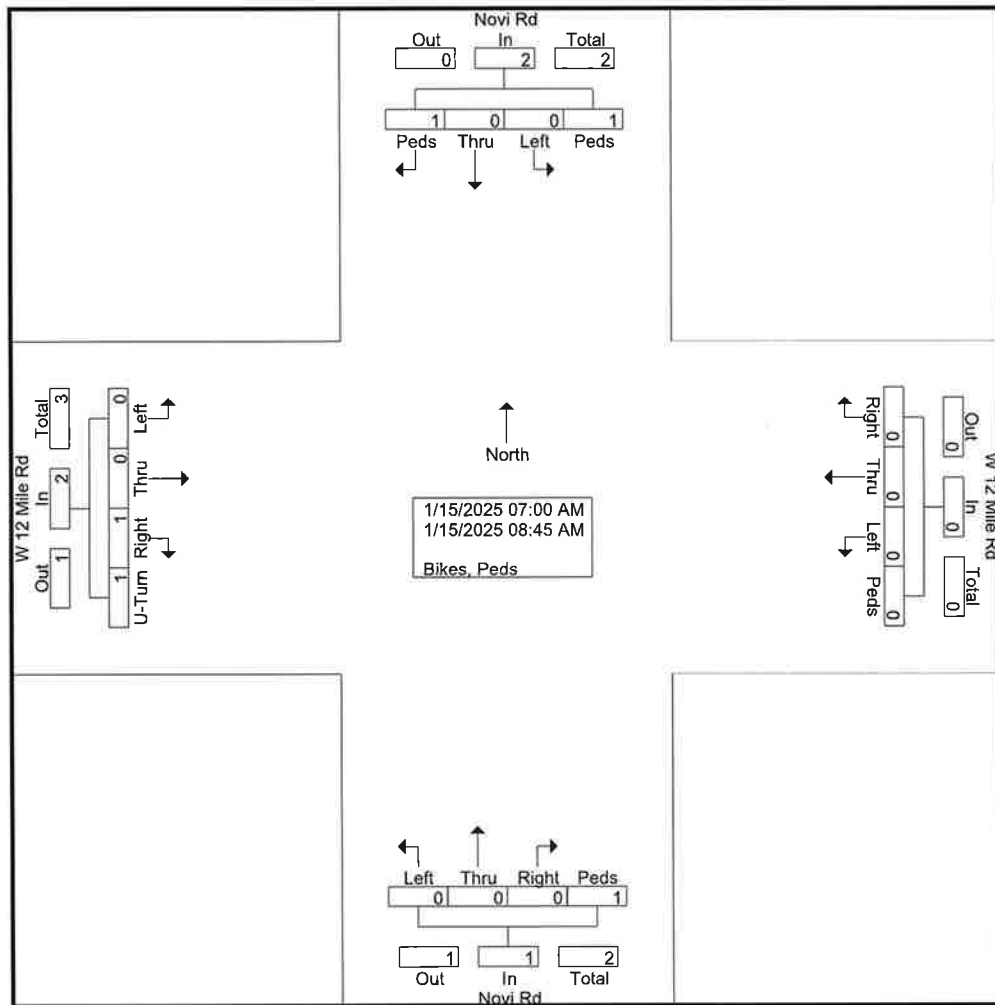 Novi Rd
Out In Total
0 2 2
1 0 0 1
Peds Thru Left Peds
W 12 Mile Rd
Out In Total
1 2 3
1 1 0 0
U-Turn Right Thru Left
North
1/15/2025 07:00 AM
1/15/2025 08:45 AM
Bikes, Peds
Right Thru Left Peds
0 0 0 0
Out In Total
0 0 0
W 12 Mile Rd
Left Thru Right Peds
0 0 0 1
1 1 2
Out In Total
Novi Rd